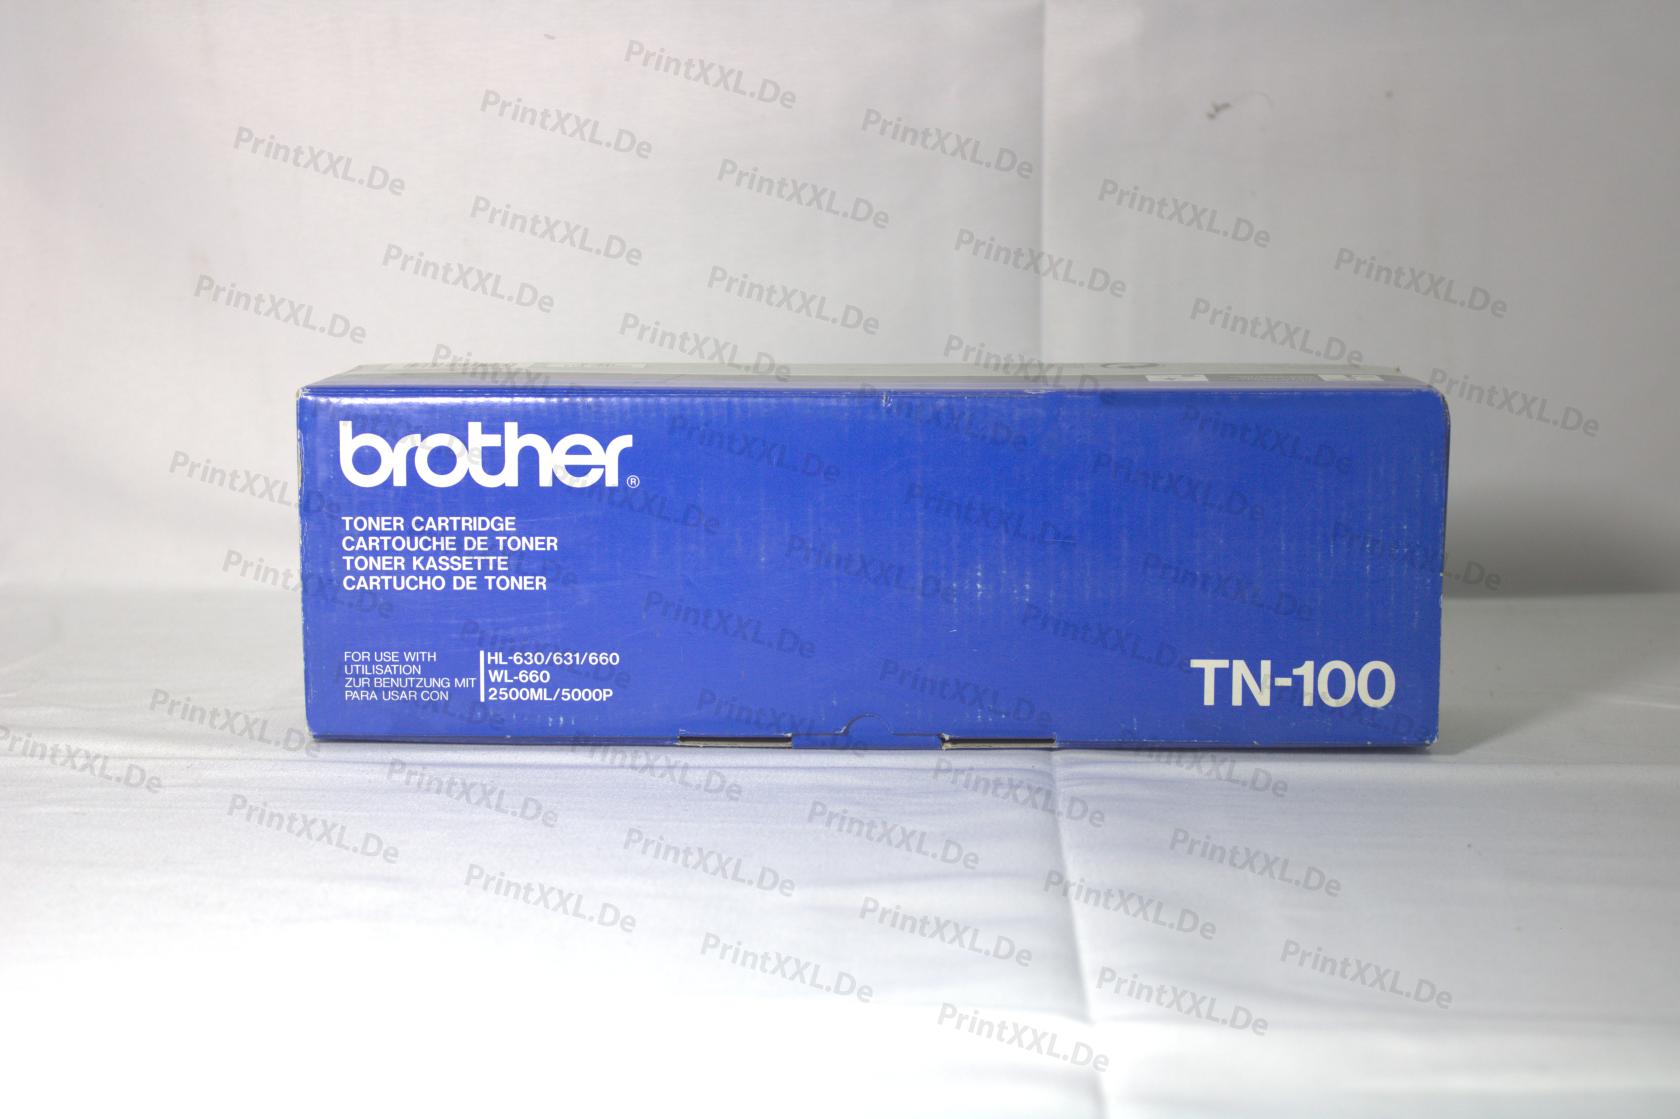 brother®
TONER CARTRIDGE
CARTOUCHE DE TONER
TONER KASSETTE
CARTUCHO DE TONER
FOR USE WITH
UTILISATION
ZUR BENUTZUNG MIT
PARA USAR CON
HL-630/631/660
WL-660
2500ML/5000P
TN-100
PrintXXL.De